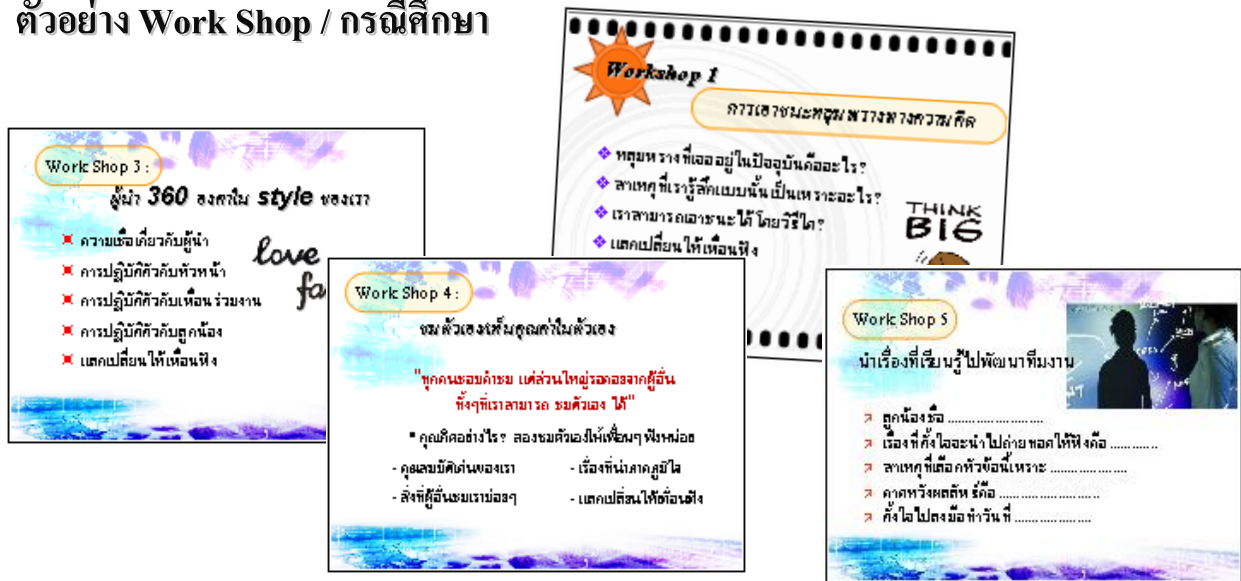 ตัวอย่าง Work Shop / กรณีศึกษา
Workshop 1
การเอาชนะหลุมพรางทางความคิด
หลุมพรางที่เจออยู่ในปัจจุบันคืออะไร?
สาเหตุที่เรารู้สึกแบบนั้นเป็นเพราะอะไร?
เราสามารถเอาชนะได้โดยวิธีใด?
แลกเปลี่ยนให้เพื่อนฟัง
THINK
BIG
Work Shop 3 :
ผู้นำ 360 องศาใน style ของเรา
ความเชื่อเกี่ยวกับผู้นำ
การปฏิบัติตัวกับหัวหน้า
การปฏิบัติตัวกับเพื่อนร่วมงาน
การปฏิบัติตัวกับลูกน้อง
แลกเปลี่ยนให้เพื่อนฟัง
love
fa
Work Shop 4 :
ชมตัวเองเห็นคุณค่าในตัวเอง
"ทุกคนชอบคำชม แต่ส่วนใหญ่รอคอยจากผู้อื่น
ทั้งๆที่เราสามารถ ชมตัวเอง ได้"
คุณคิดอย่างไร? ลองชมตัวเองให้เพื่อนๆ ฟังหน่อย
- คุณสมบัติเด่นของเรา - เรื่องที่น่าภาคภูมิใจ
- สิ่งที่ผู้อื่นชมเราบ่อยๆ - แลกเปลี่ยนให้เพื่อนฟัง
Work Shop 5
นำเรื่องที่เรียนรู้ไปพัฒนาทีมงาน
ลูกน้องชื่อ ........................
เรื่องที่ตั้งใจจะนำไปถ่ายทอดให้ฟังคือ ............
สาเหตุที่เลือกหัวข้อนี้เพราะ ...................
คาดหวังผลลัพธ์คือ .........................
ตั้งใจไปลงมือทำวันที่ ...................